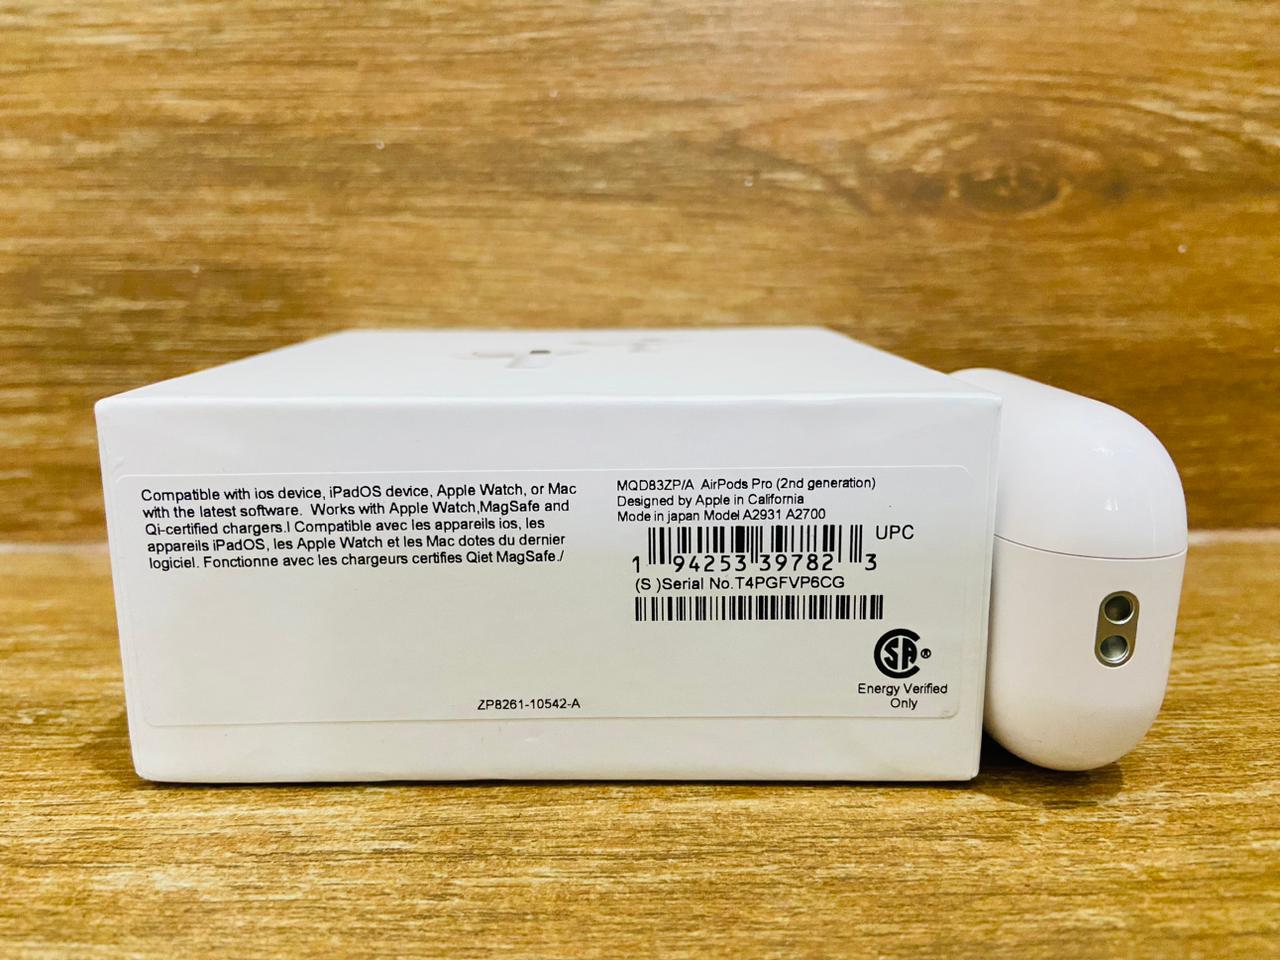 Compatible with ios device, iPadOS device, Apple Watch, or Mac
with the latest software. Works with Apple Watch,MagSafe and
Qi-certified chargers.I Compatible avec les appareils ios, les
appareils iPadOS, les Apple Watch et les Mac dotes du dernier
logiciel. Fonctionne avec les chargeurs certifies Qiet MagSafe./
ZP8261-10542-A
MQD83ZP/A AirPods Pro (2nd generation)
Designed by Apple in California
Made in japan Model A2931 A2700
UPC
1 94253 39782 3
(S )Serial No.T4PGFVP6CG
SA ®
Energy Verified
Only